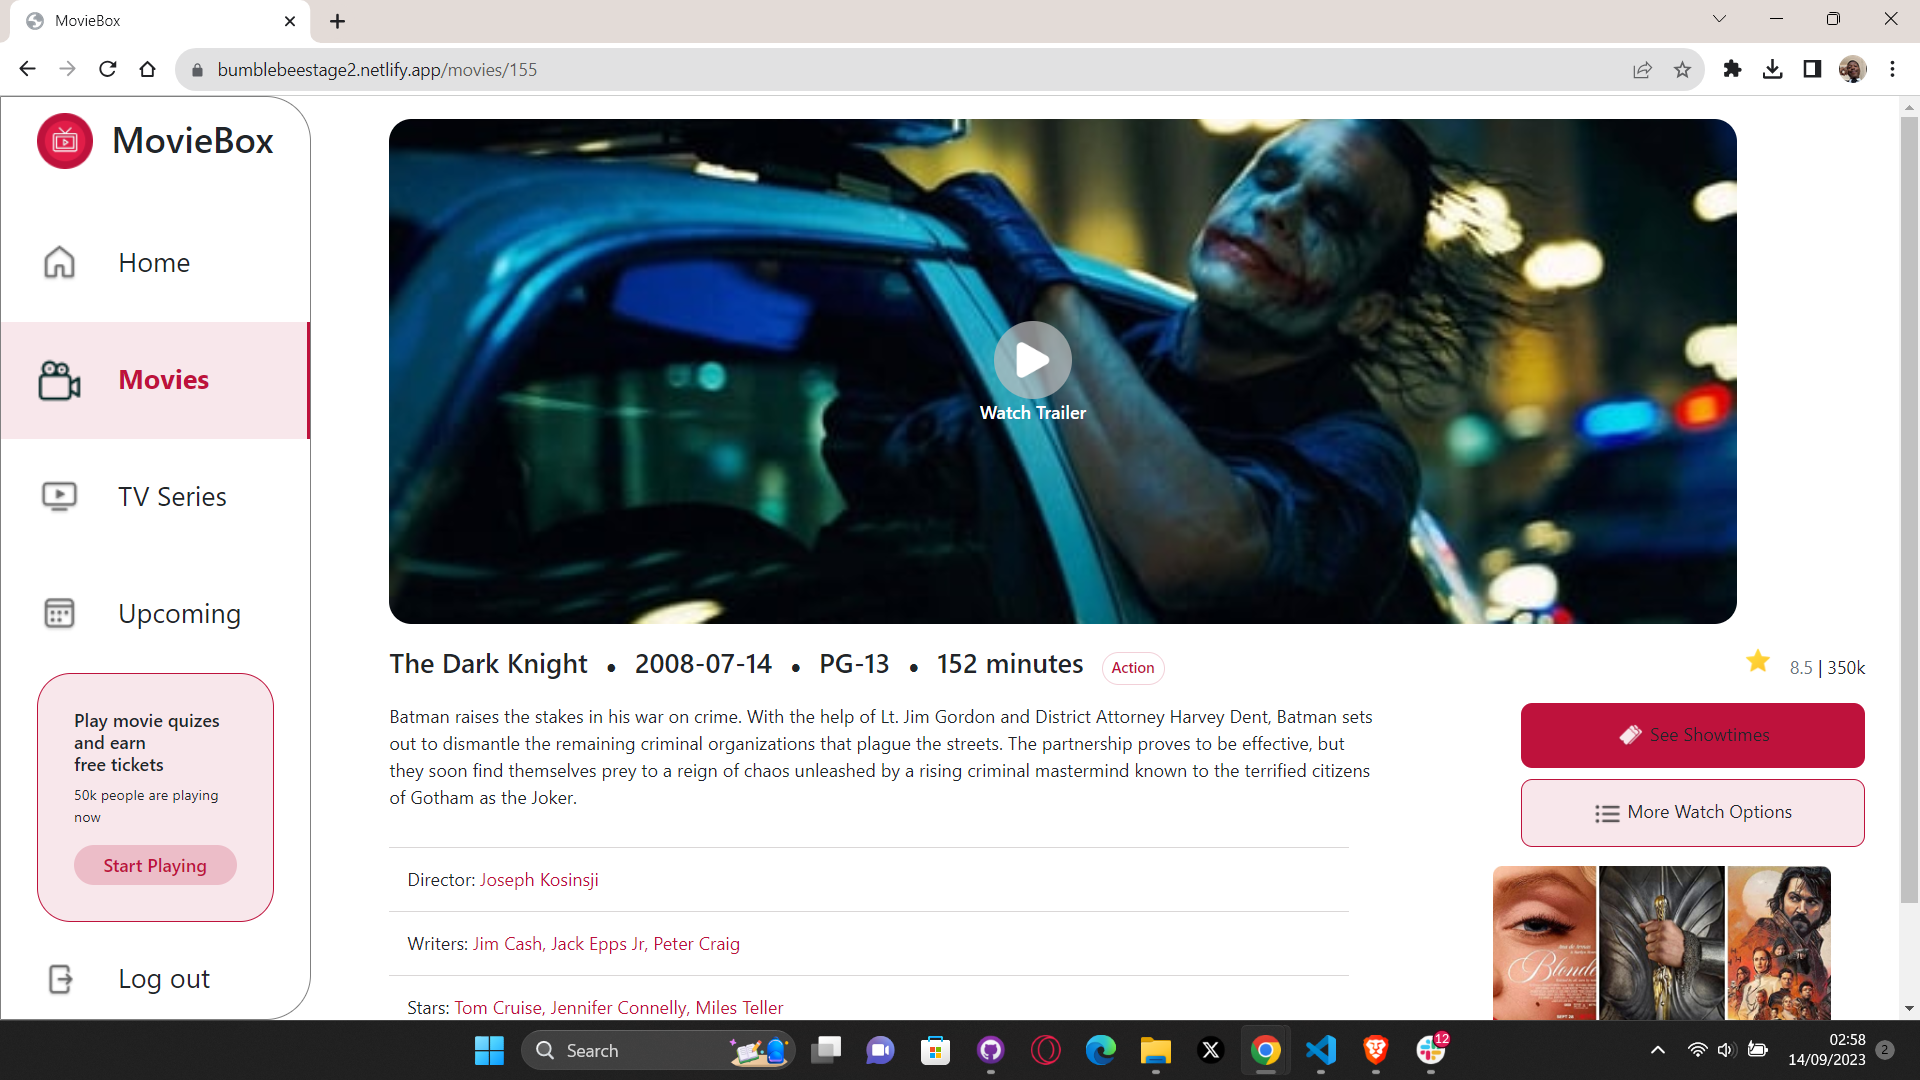 MovieBox
bumblebeestage2.netlify.app/movies/155
MovieBox
Home
Movies
TV Series
Upcoming
Play movie quizes
and earn
free tickets
50k people are playing
now
Start Playing
Log out
Watch Trailer
The Dark Knight • 2008-07-14 • PG-13 • 152 minutes Action
8.5 | 350k
Batman raises the stakes in his war on crime. With the help of Lt. Jim Gordon and District Attorney Harvey Dent, Batman sets
out to dismantle the remaining criminal organizations that plague the streets. The partnership proves to be effective, but
they soon find themselves prey to a reign of chaos unleashed by a rising criminal mastermind known to the terrified citizens
of Gotham as the Joker.
See Showtimes
More Watch Options
Director: Joseph Kosinsji
Writers: Jim Cash, Jack Epps Jr, Peter Craig
Stars: Tom Cruise, Jennifer Connelly, Miles Teller
Ana de Armas
Blonde
SEPT 28
Search
12
02:58
14/09/2023
2